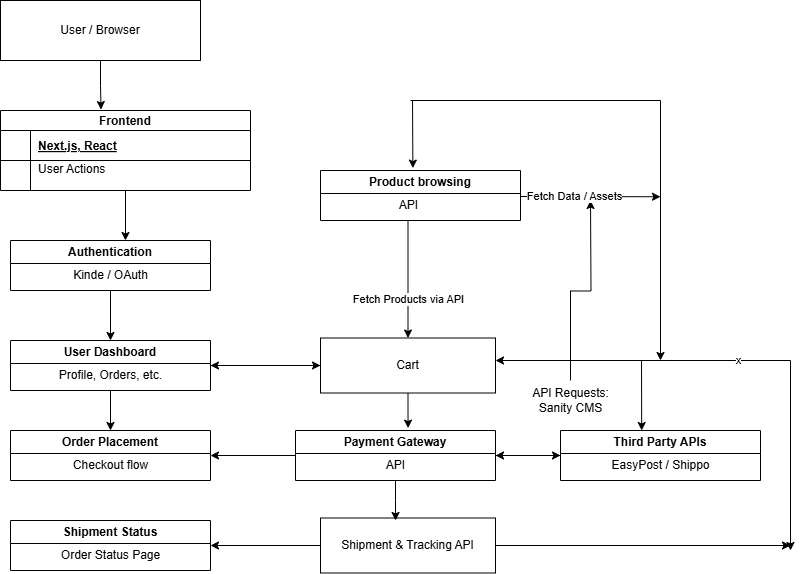 User / Browser
Frontend
Next.js, React
User Actions
Product browsing
API
Fetch Data / Assets
Authentication
Kinde / OAuth
Fetch Products via API
User Dashboard
Profile, Orders, etc.
Cart
x
API Requests:
Sanity CMS
Order Placement
Checkout flow
Payment Gateway
API
Third Party APIs
EasyPost / Shippo
Shipment Status
Order Status Page
Shipment & Tracking API